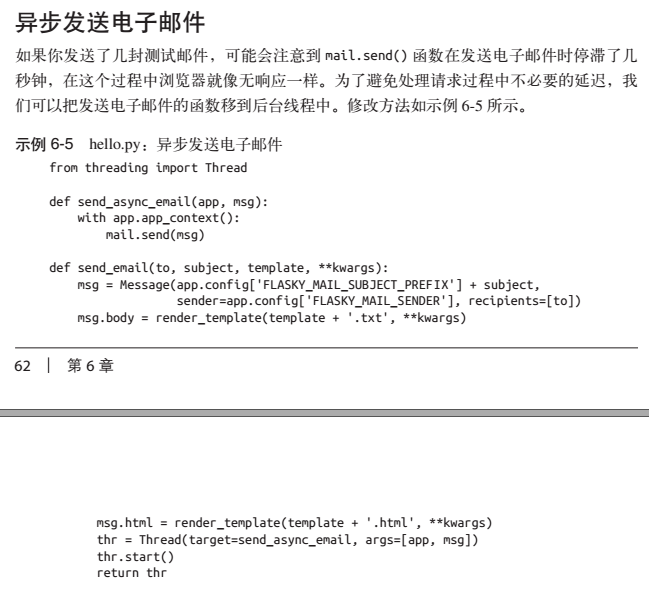 异步发送电子邮件
如果你发送了几封测试邮件，可能会注意到 mail.send() 函数在发送电子邮件时停滞了几
秒钟，在这个过程中浏览器就像无响应一样。为了避免处理请求过程中不必要的延迟，我
们可以把发送电子邮件的函数移到后台线程中。修改方法如示例 6-5 所示。
示例 6-5 hello.py：异步发送电子邮件
from threading import Thread
def send_async_email(app, msg):
    with app.app_context():
        mail.send(msg)
def send_email(to, subject, template, **kwargs):
    msg = Message(app.config['FLASKY_MAIL_SUBJECT_PREFIX'] + subject,
                  sender=app.config['FLASKY_MAIL_SENDER'], recipients=[to])
    msg.body = render_template(template + '.txt', **kwargs)
62 | 第 6 章
    msg.html = render_template(template + '.html', **kwargs)
    thr = Thread(target=send_async_email, args=[app, msg])
    thr.start()
    return thr